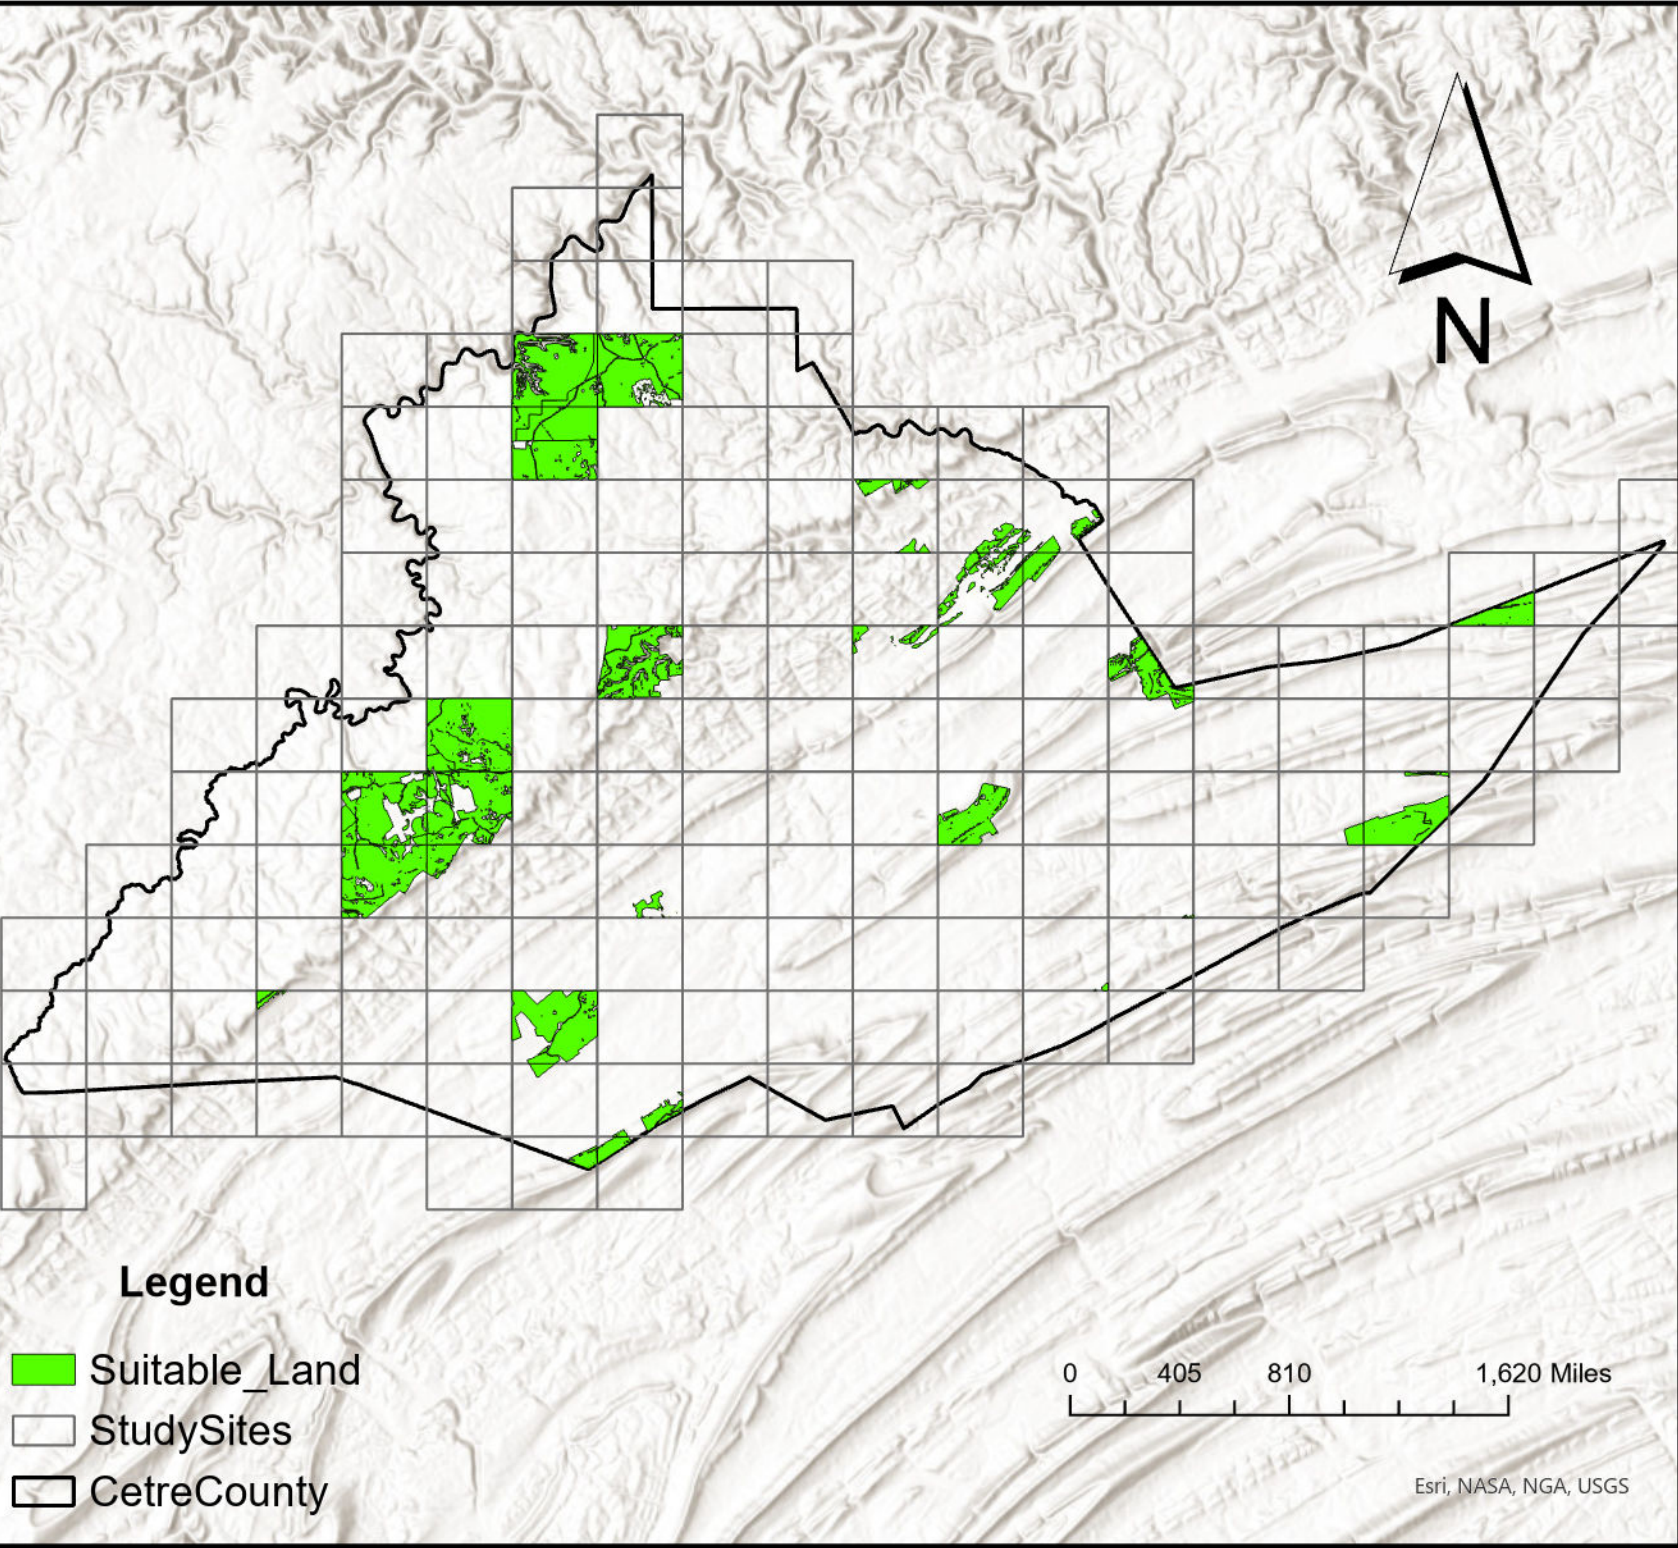 N
Legend
Suitable_Land
StudySites
CetreCounty
0 405 810 1,620 Miles
Esri, NASA, NGA, USGS